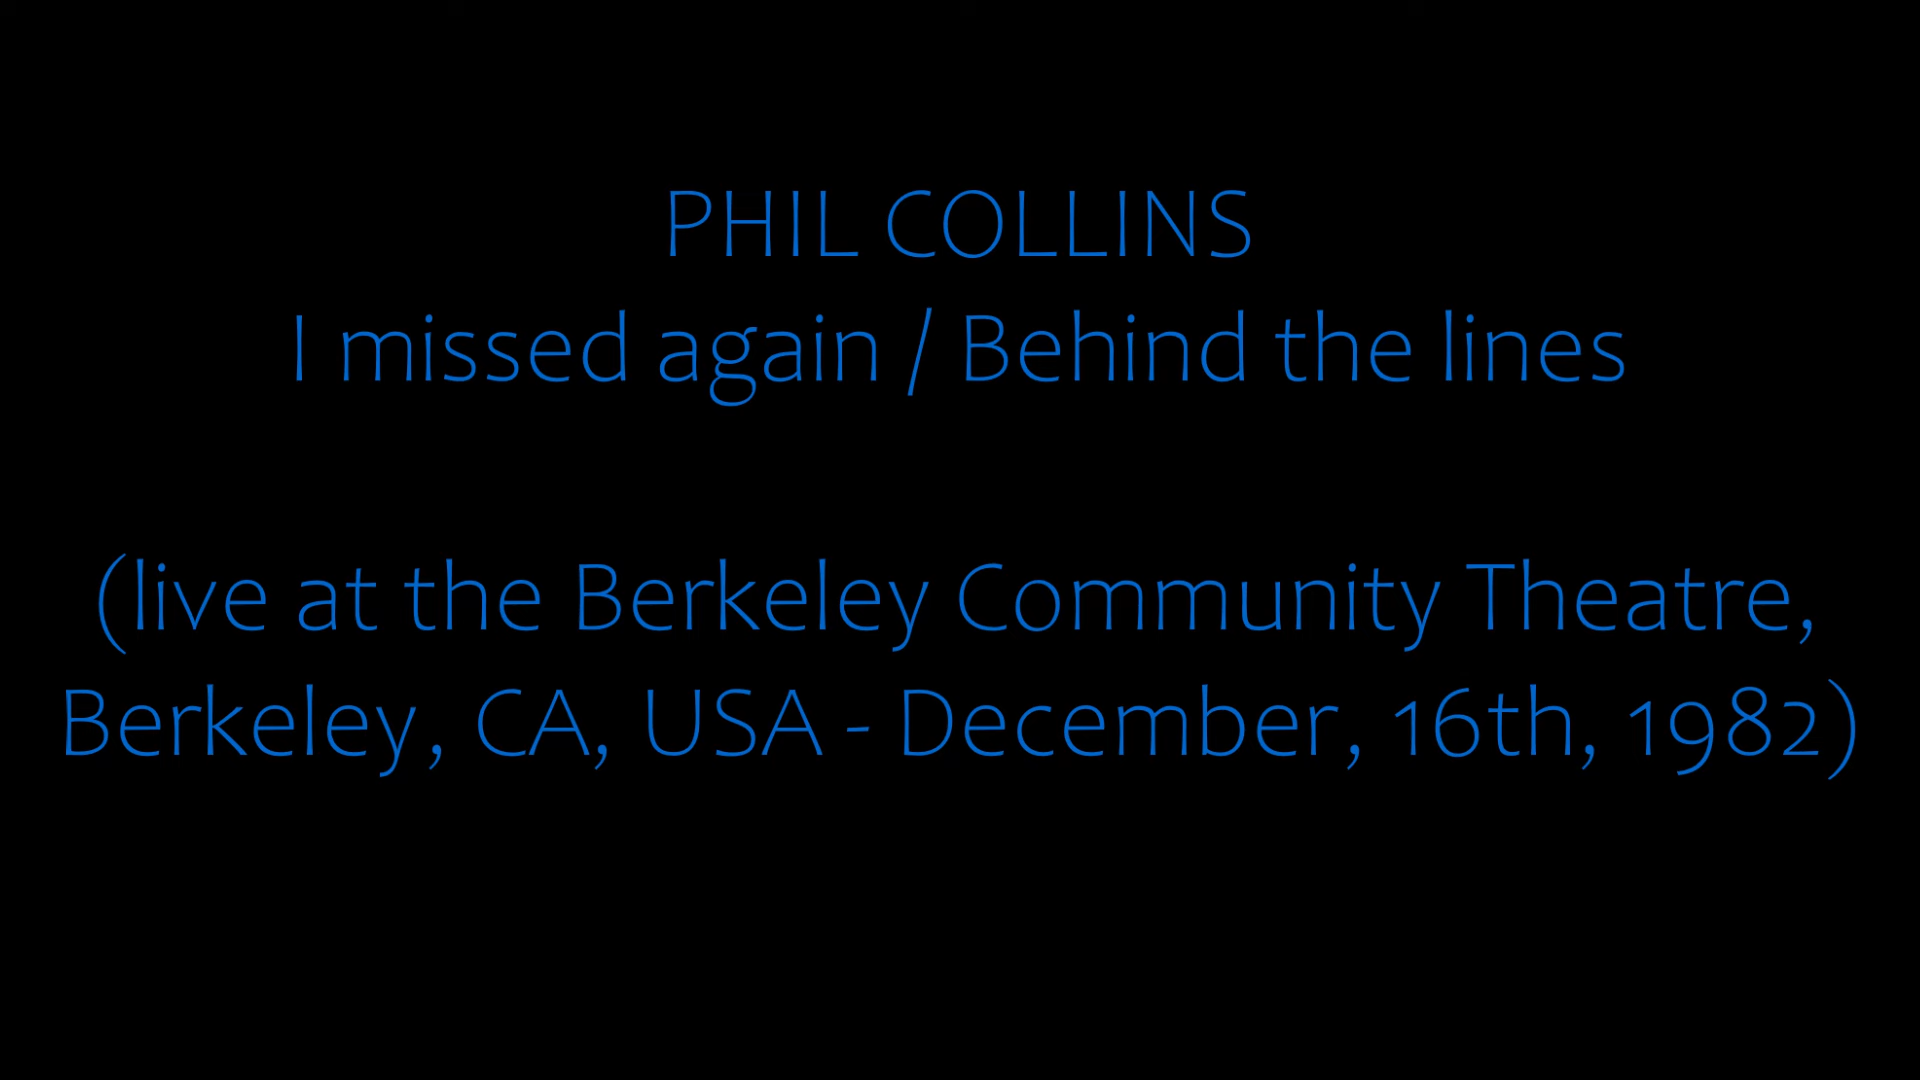 PHIL COLLINS
I missed again / Behind the lines
(live at the Berkeley Community Theatre,
Berkeley, CA, USA - December, 16th, 1982)